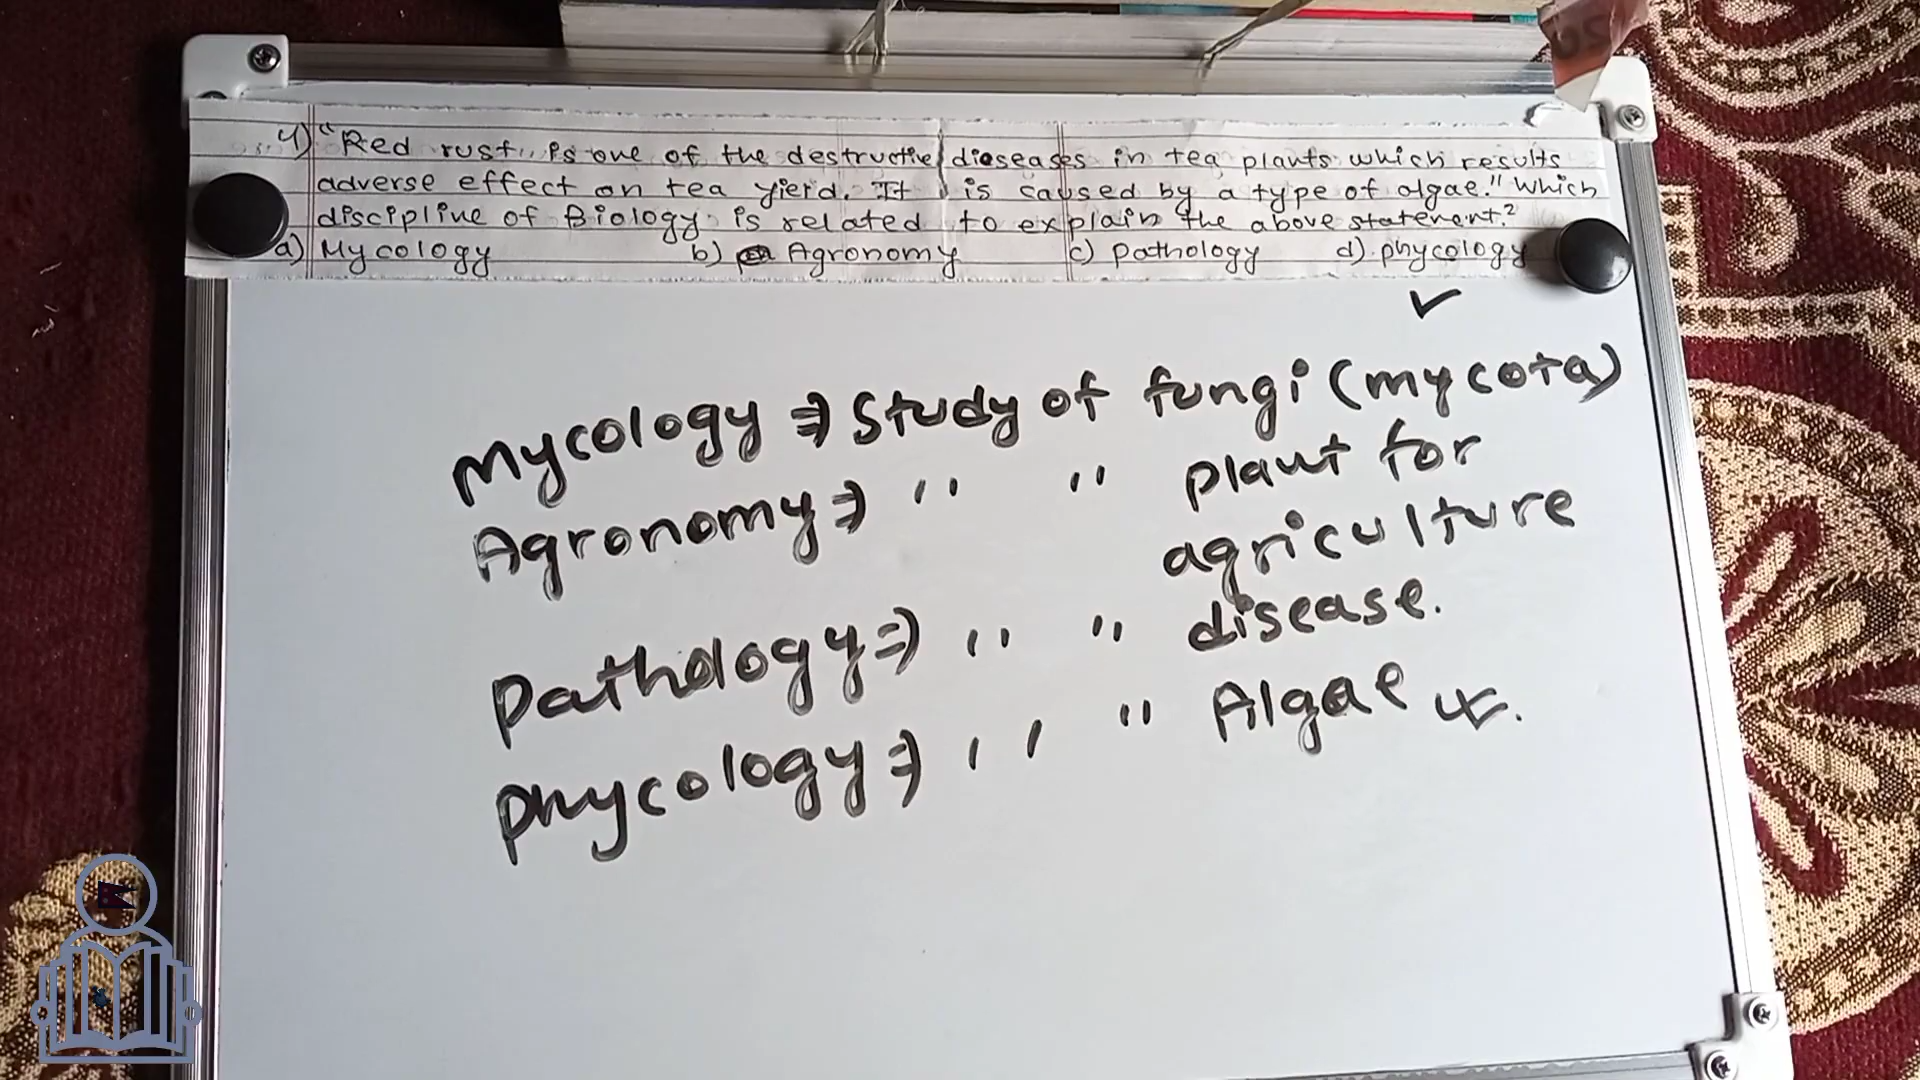 4) "Red rust" is one of the destructive dieseases in tea plants which results
adverse effect on tea yield. It is caused by a type of algae." Which
discipline of Biology is related to explain the above statement?
a) Mycology b) Agronomy c) pathology d) phycology
✓
Mycology ⇒ Study of fungi (mycota)
Agronomy ⇒ '' '' plant for
agriculture
pathology ⇒ '' '' disease.
phycology ⇒ '' '' Algae